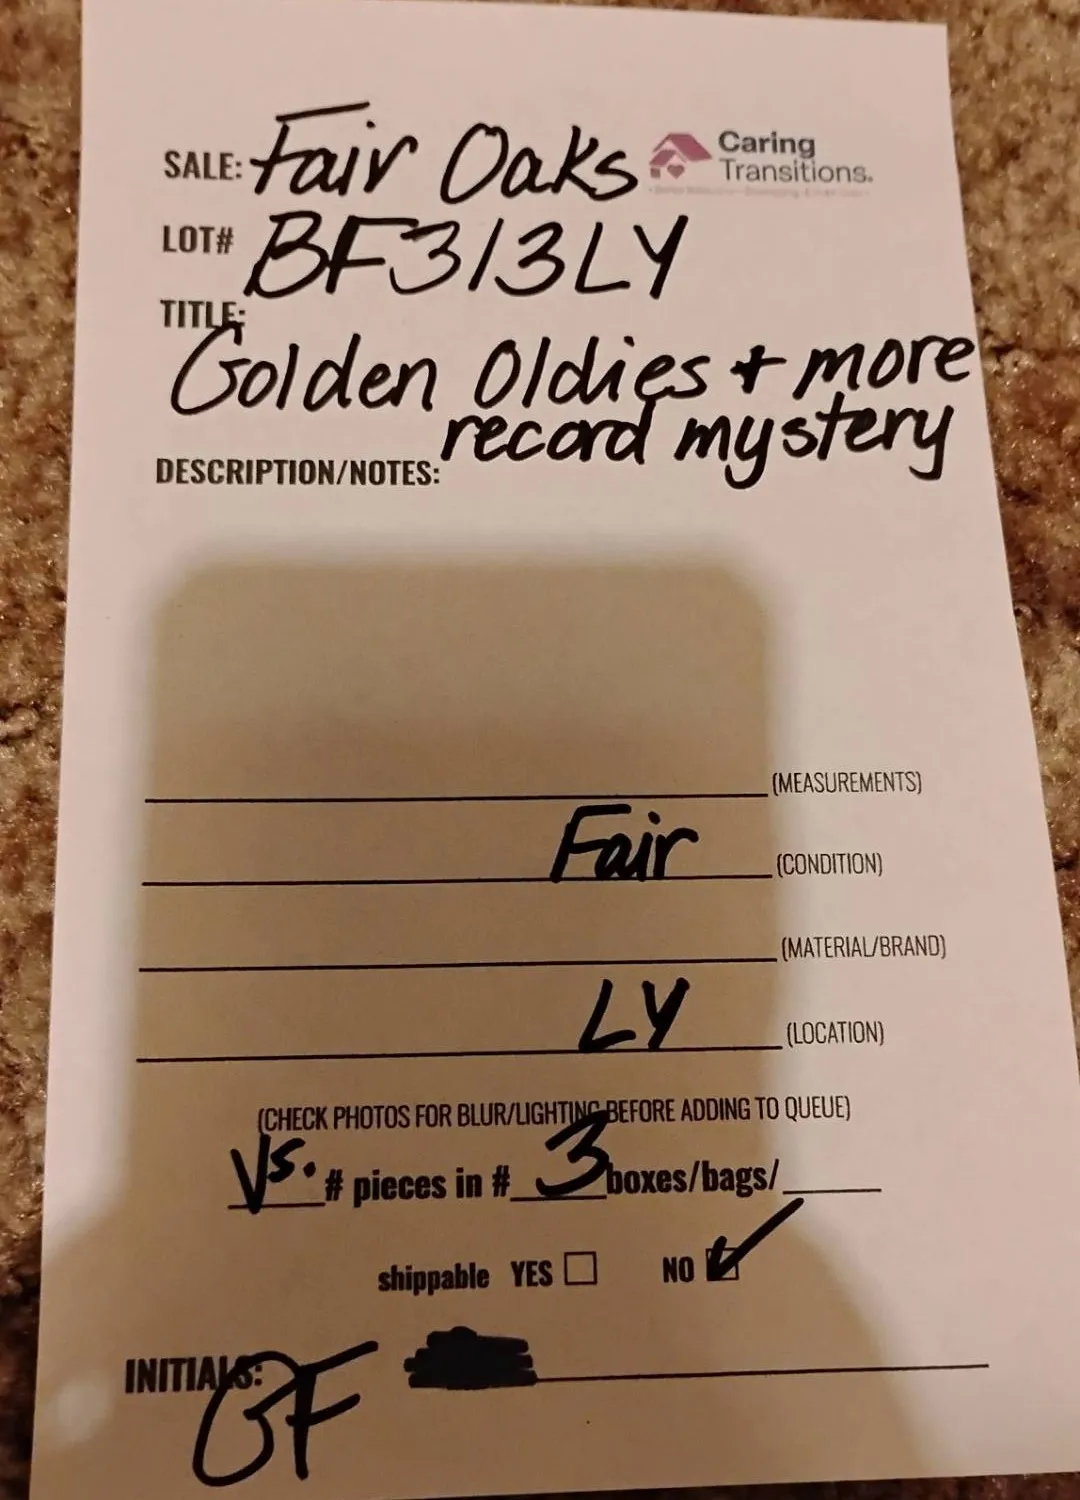 SALE: Fair Oaks
Caring
Transitions.
LOT# BF313LY
TITLE:
Golden Oldies + more
record mystery
DESCRIPTION/NOTES:
(MEASUREMENTS)
Fair (CONDITION)
(MATERIAL/BRAND)
LY (LOCATION)
(CHECK PHOTOS FOR BLUR/LIGHTING BEFORE ADDING TO QUEUE)
Vs. # pieces in # 3 boxes/bags/
shippable YES NO
INITIALS: